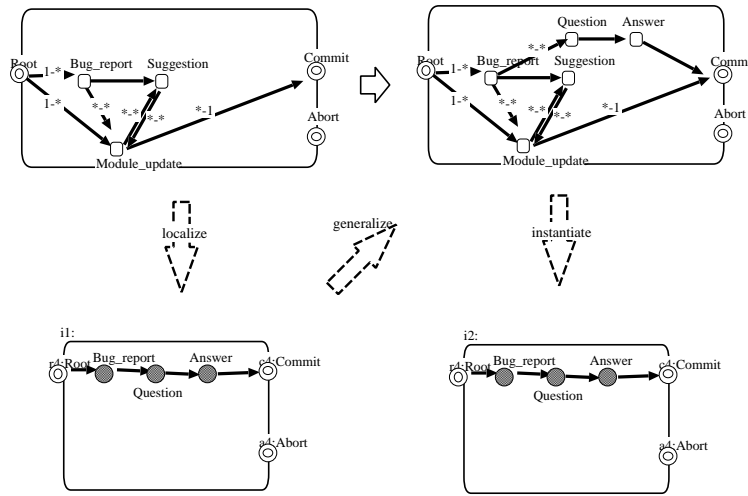 Root
1-*
Bug_report
Suggestion
Commit
1-*
*-*
*-*
*-*
*-1
Abort
Module_update
Question
Answer
Root
1-*
Bug_report
*-*
Suggestion
Comm
1-*
*-*
*-*
*-*
*-1
Abort
Module_update
localize
generalize
instantiate
i1:
r4:Root
Bug_report
Answer
c4:Commit
Question
a4:Abort
i2:
r4:Root
Bug_report
Answer
c4:Commit
Question
a4:Abort